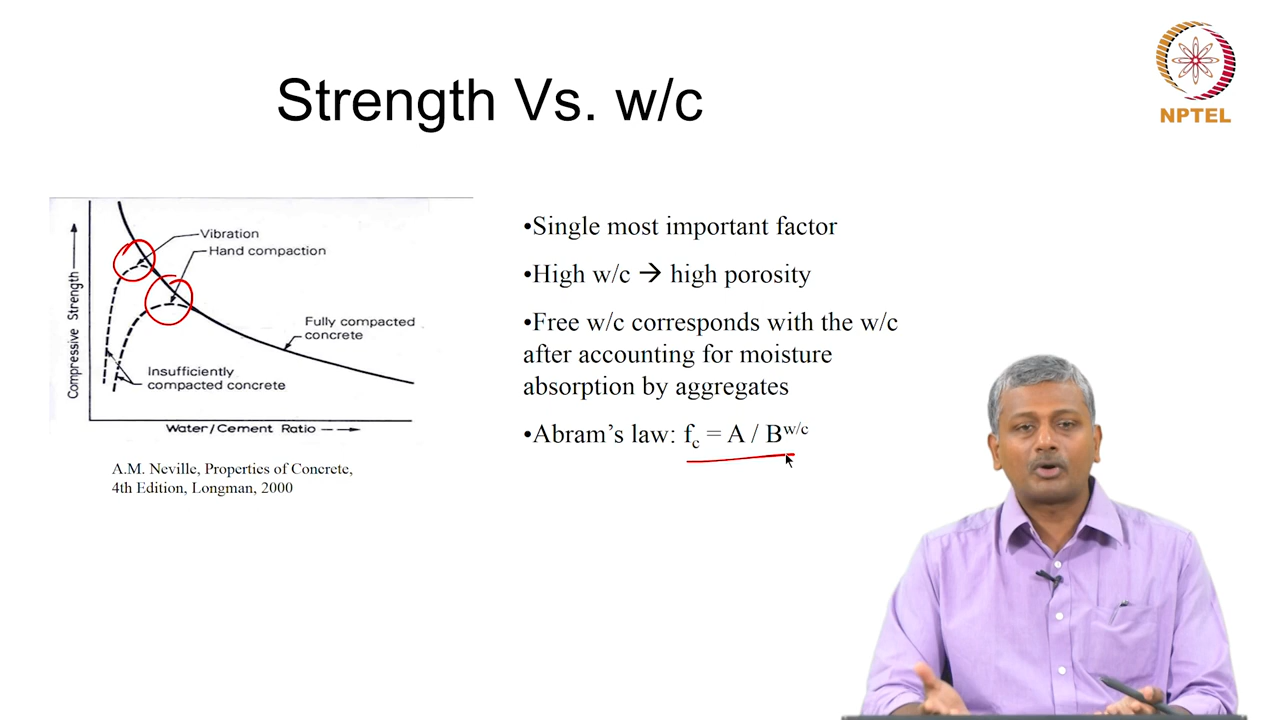 NPTEL
Strength Vs. w/c
Vibration
Hand compaction
Fully compacted
concrete
Insufficiently
compacted concrete
Compressive Strength
Water/Cement Ratio
A.M. Neville, Properties of Concrete,
4th Edition, Longman, 2000
•Single most important factor
•High w/c → high porosity
•Free w/c corresponds with the w/c
after accounting for moisture
absorption by aggregates
•Abram's law: fc = A / B^w/c